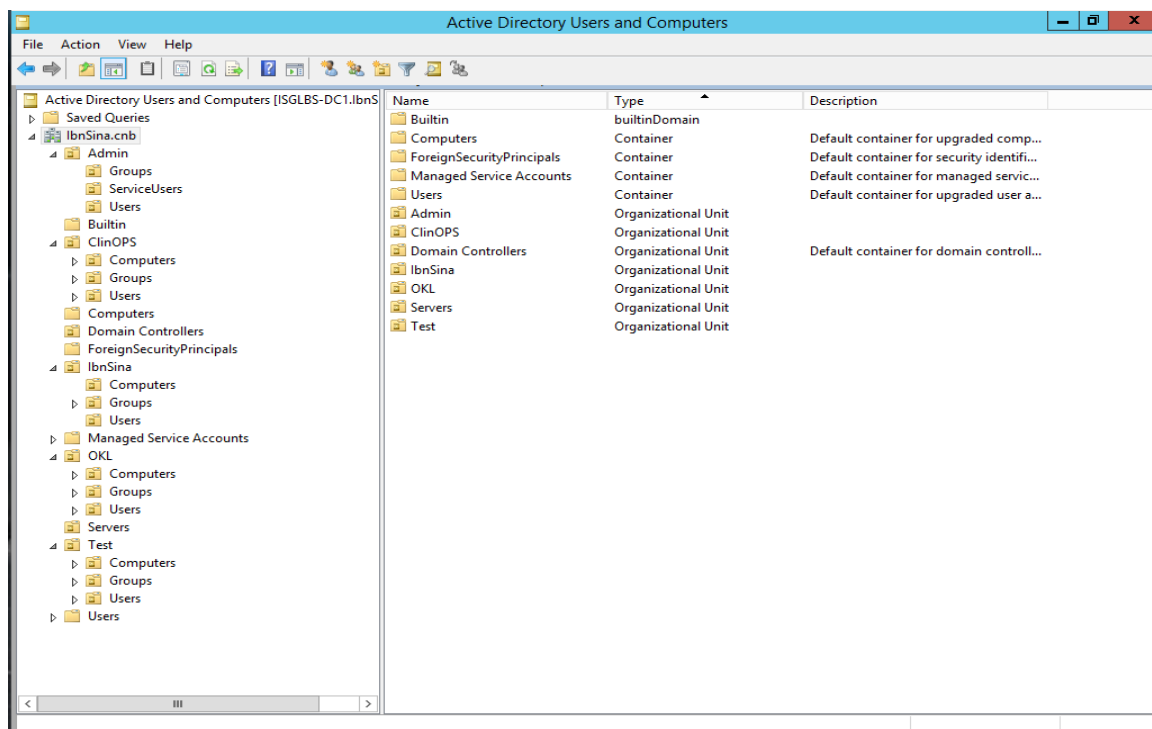 Active Directory Users and Computers
File Action View Help
Active Directory Users and Computers [ISGLBS-DC1.IbnS
Saved Queries
IbnSina.cnb
Admin
Groups
ServiceUsers
Users
Builtin
ClinOPS
Computers
Groups
Users
Computers
Domain Controllers
ForeignSecurityPrincipals
IbnSina
Computers
Groups
Users
Managed Service Accounts
OKL
Computers
Groups
Users
Servers
Test
Computers
Groups
Users
Users
Name Type Description
Builtin builtinDomain
Computers Container Default container for upgraded comp...
ForeignSecurityPrincipals Container Default container for security identifi...
Managed Service Accounts Container Default container for managed servic...
Users Container Default container for upgraded user a...
Admin Organizational Unit
ClinOPS Organizational Unit
Domain Controllers Organizational Unit Default container for domain controll...
IbnSina Organizational Unit
OKL Organizational Unit
Servers Organizational Unit
Test Organizational Unit